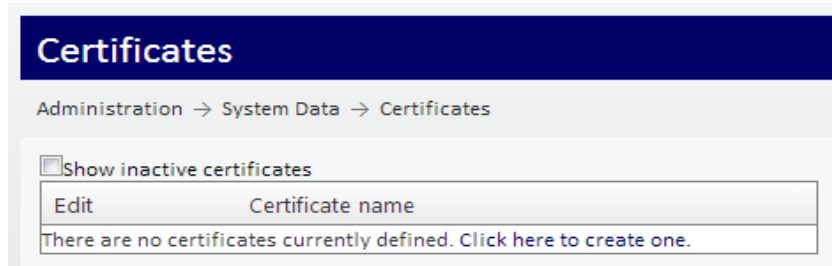 Certificates
Administration → System Data → Certificates
Show inactive certificates
Edit Certificate name
There are no certificates currently defined. Click here to create one.